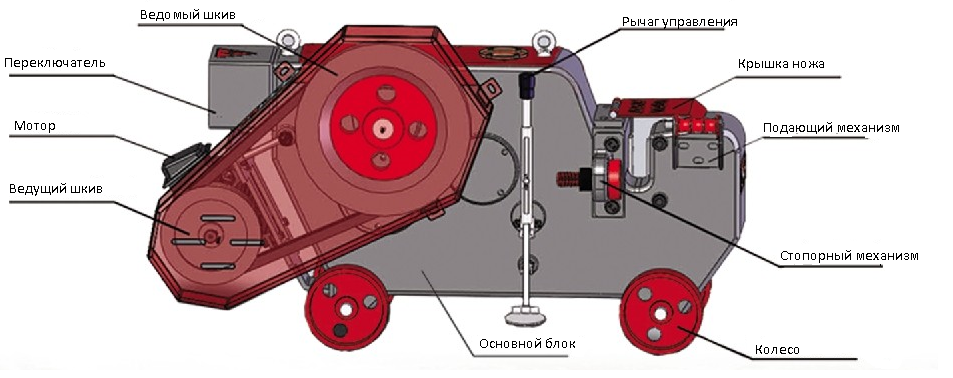 Ведомый шкив
Рычаг управления
Переключатель
Крышка ножа
Мотор
Подающий механизм
Ведущий шкив
Стопорный механизм
Основной блок
Колесо